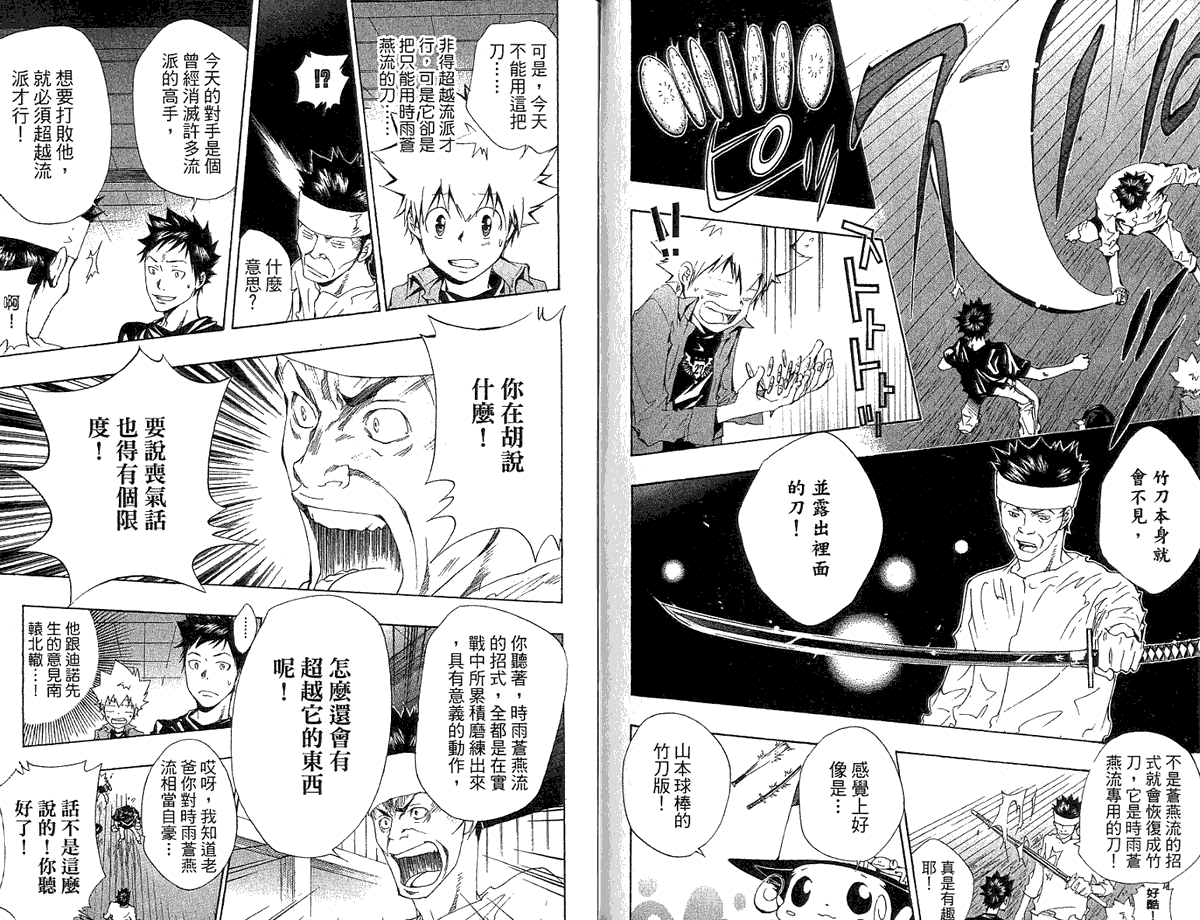 ズ
ピッ
!!
ストトトトト
竹刀本身就
會不見，
並露出裡面
的刀！
不是蒼燕流的招
式就會恢復成竹
刀，它是時雨蒼
燕流專用的刀！
好酷
真是有趣
耶！
感覺上好
像是…
山本球棒的
竹刀版！
可是，今天
不能用這把
刀……
非得超越流派才
行，可是它卻是
把只能用時雨蒼
燕流的刀……
!?
什麼
意思？
今天的對手是個
曾經消滅許多流
派的高手，
想要打敗他，
就必須超越流
派才行！
啊！
你在胡說
什麼！
要說喪氣話
也得有個限
度！
你聽著，時雨蒼燕流
的招式，全都是在實
戰中所累積磨練出來
，具有意義的動作，
怎麼還會有
超越它的東西
呢！
……
他跟迪諾先
生的意見南
轅北轍…！
哎呀，我知道老
爸你對時雨蒼燕
流相當自豪…
話不是這麼
說的！你聽
好了！